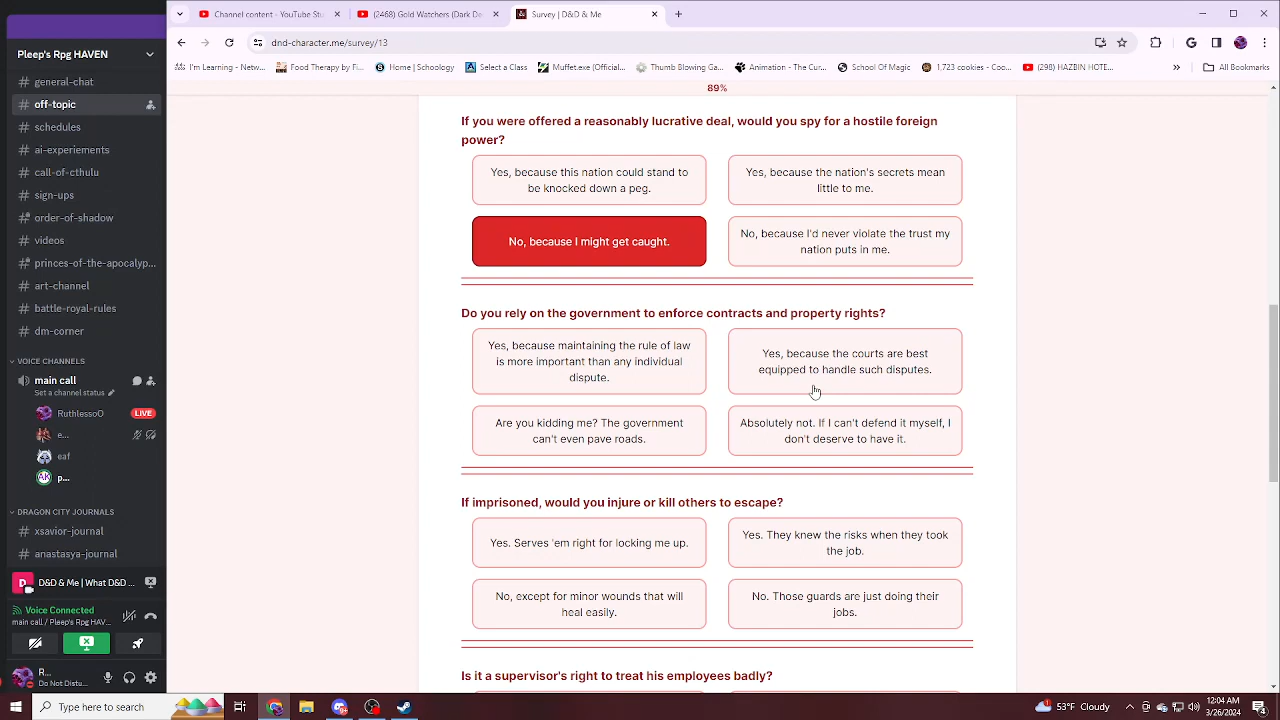 Channel content - YouTube Stu
(2468) Gold Watchers (Dark De
Survey | D&D & Me
Pleep's Rpg HAVEN
dnd-character.me/survey/13
I'm Learning - Netw...
Food Therapy by Fi...
Home | Schoology
Select a Class
Muffet.exe (Official...
Thumb Blowing Ga...
Animation - The Cur...
School Of Magic
1,723 cookies - Coo...
(298) HAZBIN HOTE...
»
All Bookmarks
89%
general-chat
off-topic
schedules
ai-experiements
call-of-cthulu
sign-ups
order-of-shadow
videos
princes-of-the-apocalyp...
art-channel
battle-royal-rules
dm-corner
VOICE CHANNELS
main call
Set a channel status
RuthlessoO
LIVE
e...
eaf
AK
p...
DRAGON CITY JOURNALS
xsavior-journal
anastasya-journal
D
D&D & Me | What D&D ...
Voice Connected
main call / Pleep's Rpg HAV...
R...
Do Not Distu...
If you were offered a reasonably lucrative deal, would you spy for a hostile foreign
power?
Yes, because this nation could stand to
be knocked down a peg.
Yes, because the nation's secrets mean
little to me.
No, because I might get caught.
No, because I'd never violate the trust my
nation puts in me.
Do you rely on the government to enforce contracts and property rights?
Yes, because maintaining the rule of law
is more important than any individual
dispute.
Yes, because the courts are best
equipped to handle such disputes.
Are you kidding me? The government
can't even pave roads.
Absolutely not. If I can't defend it myself, I
don't deserve to have it.
If imprisoned, would you injure or kill others to escape?
Yes. Serves 'em right for locking me up.
Yes. They knew the risks when they took
the job.
No, except for minor wounds that will
heal easily.
No. Those guards are just doing their
jobs.
Is it a supervisor's right to treat his employees badly?
Type here to search
53°F Cloudy
12:04 AM
3/26/2024